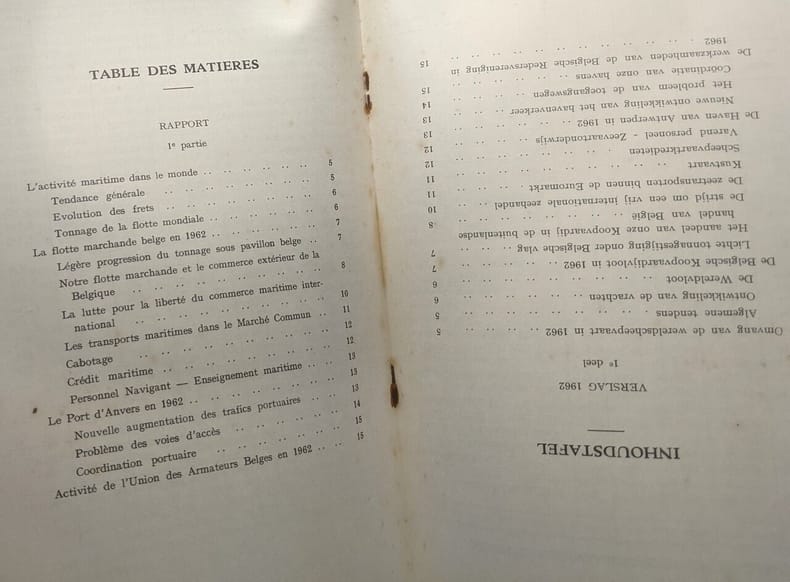 TABLE DES MATIERES
RAPPORT
1e partie
L'activité maritime dans le monde .. .. .. .. .. .. 5
Tendance générale .. .. .. .. .. .. .. .. 5
Evolution des frets .. .. .. .. .. .. .. .. 6
Tonnage de la flotte mondiale .. .. .. .. .. .. 6
La flotte marchande belge en 1962 .. .. .. .. .. .. 7
Légère progression du tonnage sous pavillon belge .. .. 7
Notre flotte marchande et le commerce extérieur de la
Belgique .. .. .. .. .. .. .. .. .. 8
La lutte pour la liberté du commerce maritime inter-
national .. .. .. .. .. .. .. .. .. 10
Les transports maritimes dans le Marché Commun .. .. 11
Cabotage .. .. .. .. .. .. .. .. .. 12
Crédit maritime .. .. .. .. .. .. .. .. 12
Personnel Navigant — Enseignement maritime .. .. .. 13
Le Port d'Anvers en 1962 .. .. .. .. .. .. .. .. 13
Nouvelle augmentation des trafics portuaires .. .. .. 13
Problème des voies d'accès .. .. .. .. .. .. 14
Coordination portuaire .. .. .. .. .. .. .. 15
Activité de l'Union des Armateurs Belges en 1962 .. .. .. 15
INHOUDSTAFEL
VERSLAG 1962
1e deel
Omvang van de wereldscheepvaart in 1962 .. .. .. .. 5
Algemene tendens .. .. .. .. .. .. .. .. 5
Ontwikkeling van de vrachten .. .. .. .. .. .. 6
De Wereldvloot .. .. .. .. .. .. .. .. 6
De Belgische Koopvaardijvloot in 1962 .. .. .. .. .. 7
Lichte tonnagestijging onder Belgische vlag .. .. .. 7
Het aandeel van onze Koopvaardij in de buitenlandse
handel van België .. .. .. .. .. .. .. .. 8
De strijd om een vrij internationale zeehandel .. .. .. 10
De zeetransporten binnen de Euromarkt .. .. .. .. 11
Kustvaart .. .. .. .. .. .. .. .. .. 11
Scheepvaartkredieten .. .. .. .. .. .. .. 12
Varend personeel - Zeevaartonderwijs .. .. .. .. 12
De Haven van Antwerpen in 1962 .. .. .. .. .. .. 13
Nieuwe ontwikkeling van het havenverkeer .. .. .. 13
Het probleem van de toegangswegen .. .. .. .. 14
Coördinatie van onze havens .. .. .. .. .. .. 15
De werkzaamheden van de Belgische Redersvereniging in
1962 .. .. .. .. .. .. .. .. .. .. 15